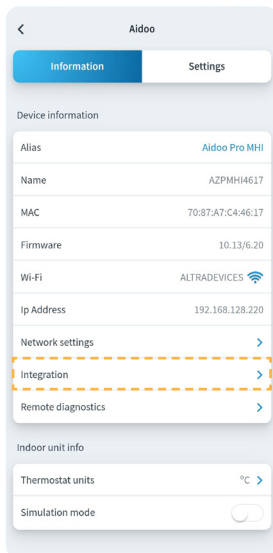 Aidoo
Information Settings
Device information
Alias Aidoo Pro MHI
Name AZPMHI4617
MAC 70:87:A7:C4:46:17
Firmware 10.13/6.20
Wi-Fi ALTRADEVICES
Ip Address 192.168.128.220
Network settings
Integration
Remote diagnostics
Indoor unit info
Thermostat units °C
Simulation mode